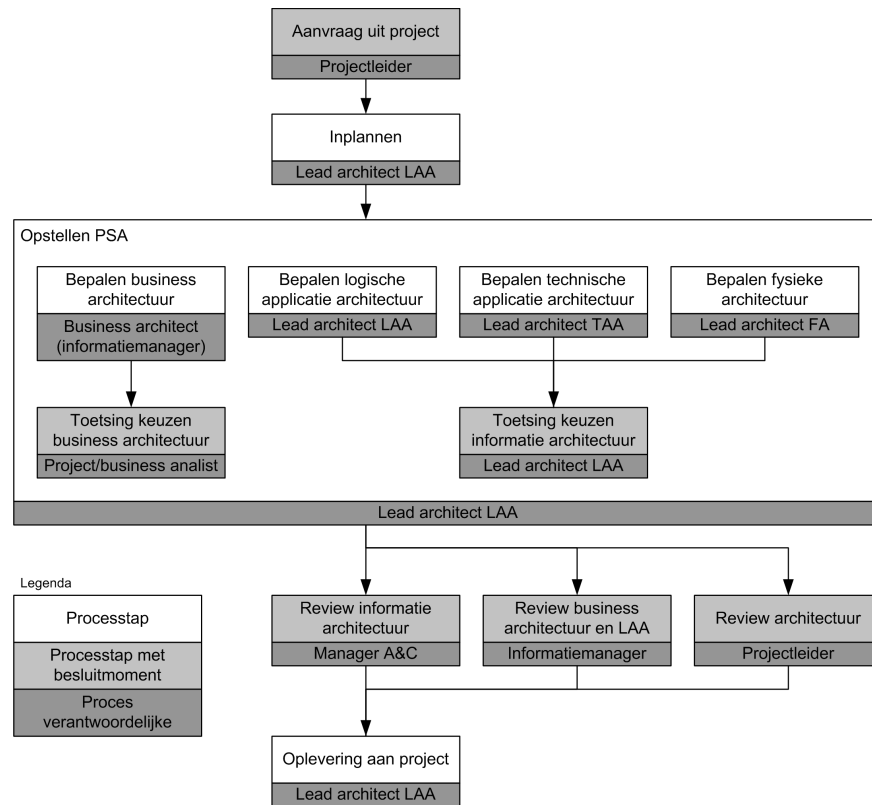 Aanvraag uit project
Projectleider
Inplannen
Lead architect LAA
Opstellen PSA
Bepalen business
architectuur
Business architect
(informatiemanager)
Bepalen logische
applicatie architectuur
Lead architect LAA
Bepalen technische
applicatie architectuur
Lead architect TAA
Bepalen fysieke
architectuur
Lead architect FA
Toetsing keuzen
business architectuur
Project/business analist
Toetsing keuzen
informatie architectuur
Lead architect LAA
Lead architect LAA
Legenda
Processtap
Processtap met
besluitmoment
Proces
verantwoordelijke
Review informatie
architectuur
Manager A&C
Review business
architectuur en LAA
Informatiemanager
Review architectuur
Projectleider
Oplevering aan project
Lead architect LAA